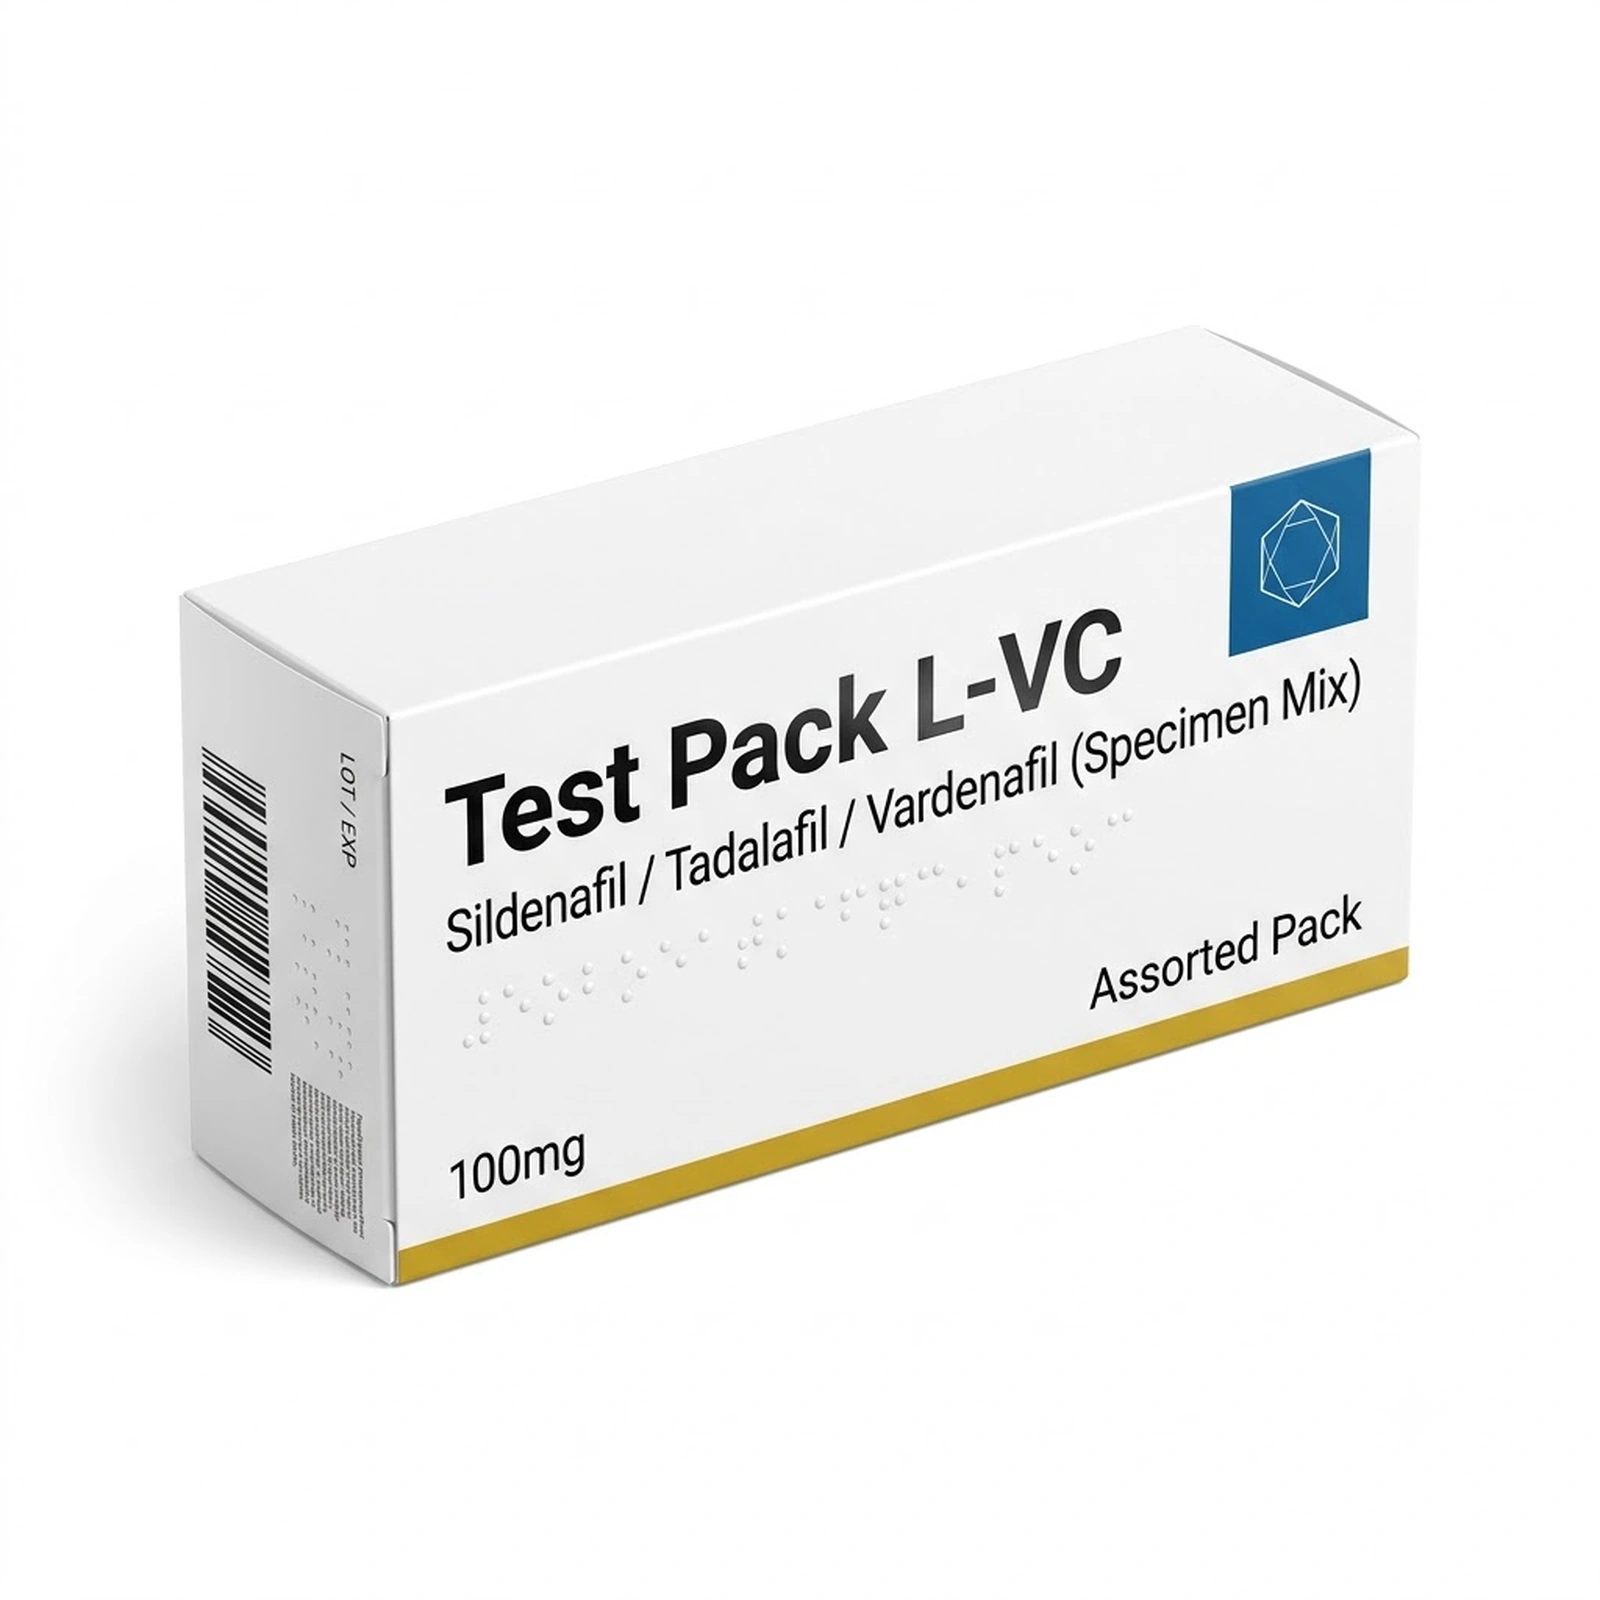 Test Pack L-VC
Sildenafil / Tadalafil / Vardenafil (Specimen Mix)
Assorted Pack
100mg
LOT / EXP